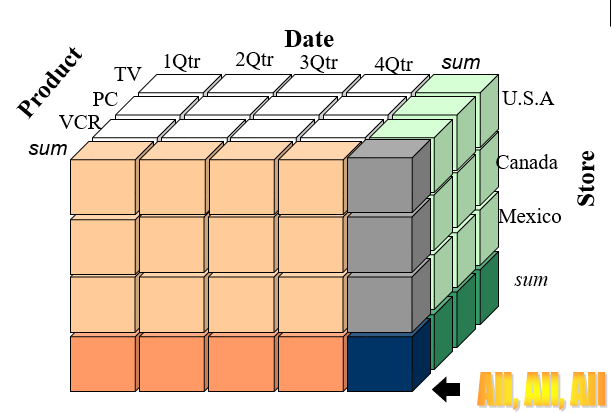 Date
Product
TV
1Qtr
2Qtr
3Qtr
4Qtr
sum
PC
VCR
sum
U.S.A
Canada
Mexico
sum
Store
All, All, All